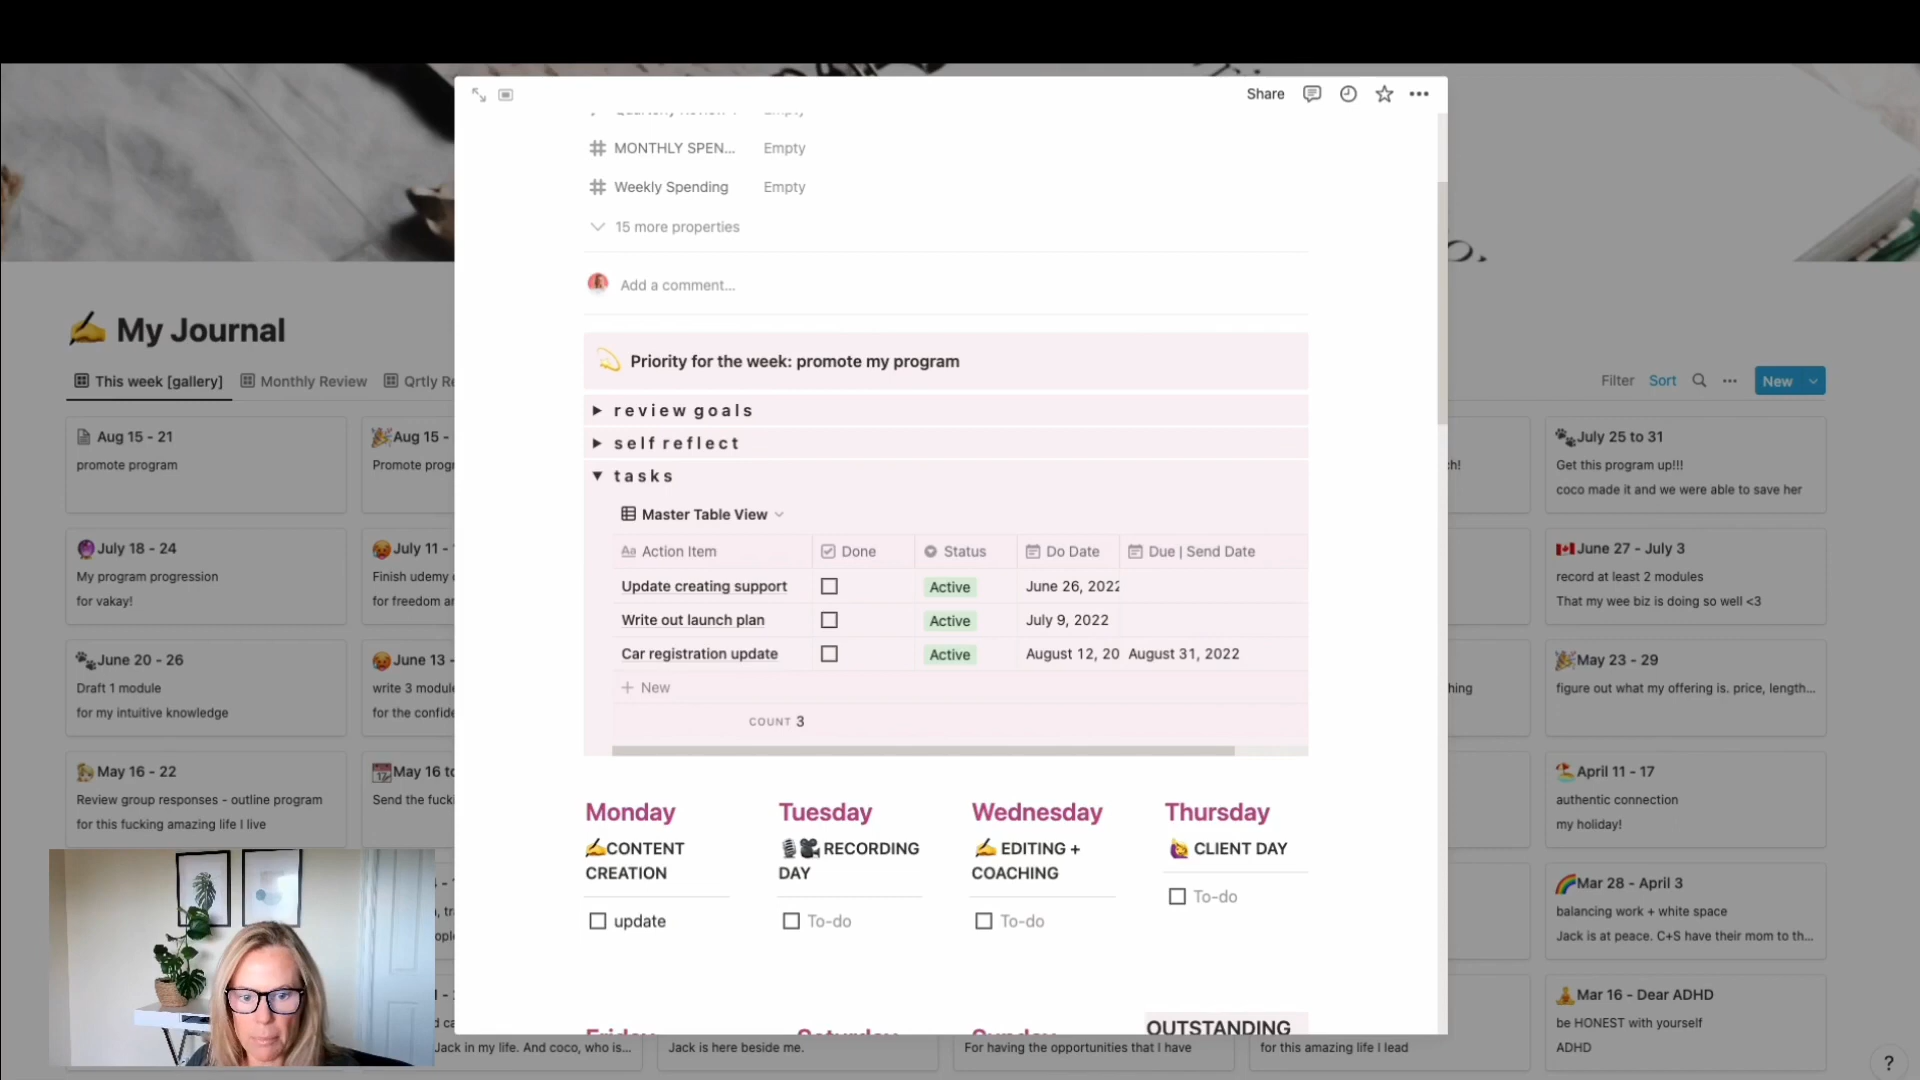 Share
MONTHLY SPEN... Empty
Weekly Spending Empty
15 more properties
Add a comment...
Priority for the week: promote my program
review goals
self reflect
tasks
Master Table View
Action Item Done Status Do Date Due | Send Date
Update creating support Active June 26, 2022
Write out launch plan Active July 9, 2022
Car registration update Active August 12, 20 August 31, 2022
New
COUNT 3
Monday
CONTENT
CREATION
update
Tuesday
RECORDING
DAY
To-do
Wednesday
EDITING +
COACHING
To-do
Thursday
CLIENT DAY
To-do
Friday
Saturday
Sunday
OUTSTANDING
My Journal
This week [gallery] Monthly Review Qrtly Re
Filter Sort New
Aug 15 - 21
promote program
Aug 15 -
Promote progr
July 25 to 31
Get this program up!!!
coco made it and we were able to save her
July 18 - 24
My program progression
for vakay!
July 11 -
Finish udemy
for freedom ar
June 27 - July 3
record at least 2 modules
That my wee biz is doing so well <3
June 20 - 26
Draft 1 module
for my intuitive knowledge
June 13 -
write 3 module
for the confide
May 23 - 29
figure out what my offering is. price, length...
May 16 - 22
Review group responses - outline program
for this fucking amazing life I live
May 16 to
Send the fucki
April 11 - 17
authentic connection
my holiday!
Mar 28 - April 3
balancing work + white space
Jack is at peace. C+S have their mom to th...
Mar 16 - Dear ADHD
be HONEST with yourself
ADHD
Jack in my life. And coco, who is...
Jack is here beside me.
For having the opportunities that I have
for this amazing life I lead
?